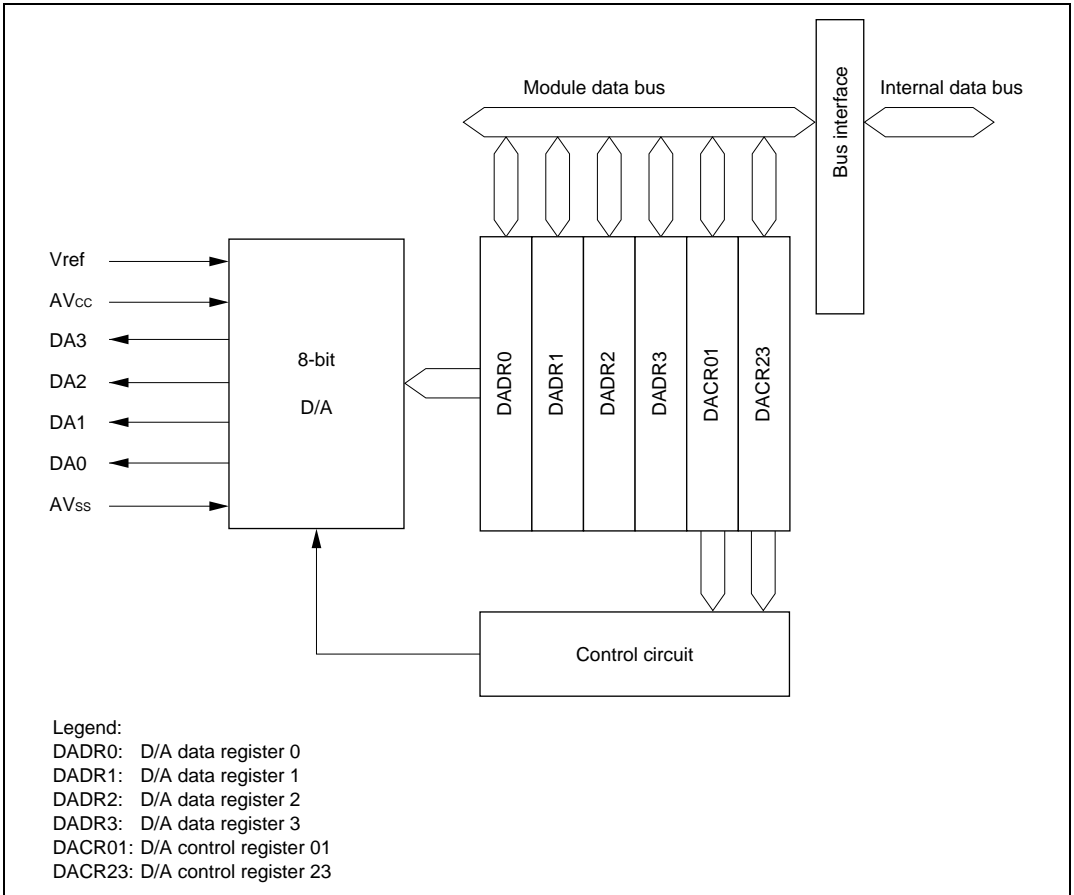 Module data bus
Internal data bus
Bus interface
Vref
AVCC
DA3
DA2
DA1
DA0
AVSS
8-bit
D/A
DADR0
DADR1
DADR2
DADR3
DACR01
DACR23
Control circuit
Legend:
DADR0: D/A data register 0
DADR1: D/A data register 1
DADR2: D/A data register 2
DADR3: D/A data register 3
DACR01: D/A control register 01
DACR23: D/A control register 23